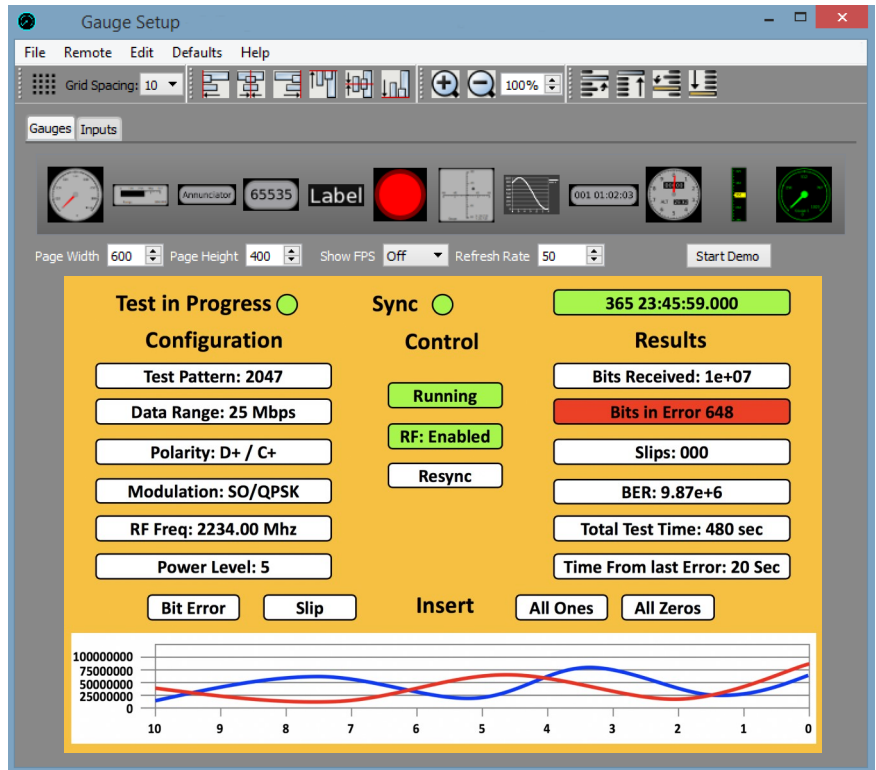 Gauge Setup
File Remote Edit Defaults Help
Grid Spacing: 10 100%
Gauges Inputs
Annunciator 65535 Label 001 01:02:03
Page Width 600 Page Height 400 Show FPS Off Refresh Rate 50 Start Demo
Test in Progress Sync 365 23:45:59.000
Configuration Control Results
Test Pattern: 2047 Bits Received: 1e+07
Running
Data Range: 25 Mbps Bits in Error 648
RF: Enabled
Polarity: D+ / C+ Slips: 000
Resync
Modulation: SO/QPSK BER: 9.87e+6
RF Freq: 2234.00 Mhz Total Test Time: 480 sec
Power Level: 5 Time From last Error: 20 Sec
Bit Error Slip Insert All Ones All Zeros
100000000
75000000
50000000
25000000
0
10 9 8 7 6 5 4 3 2 1 0